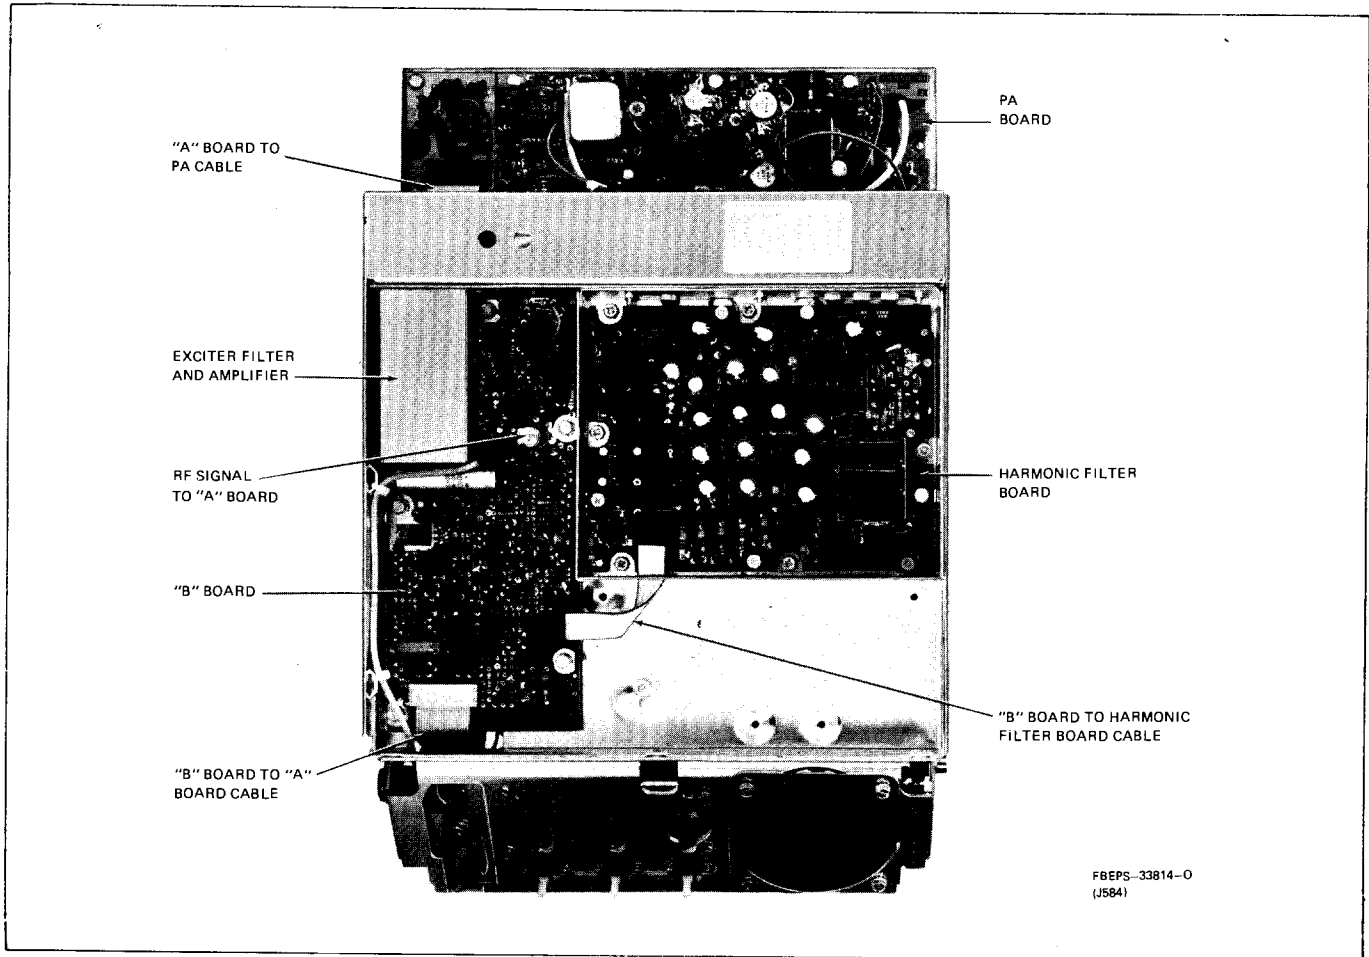 "A" BOARD TO
PA CABLE
PA
BOARD
EXCITER FILTER
AND AMPLIFIER
RF SIGNAL
TO "A" BOARD
HARMONIC FILTER
BOARD
"B" BOARD
"B" BOARD TO HARMONIC
FILTER BOARD CABLE
"B" BOARD TO "A"
BOARD CABLE
FBEPS-33814-O
(J584)